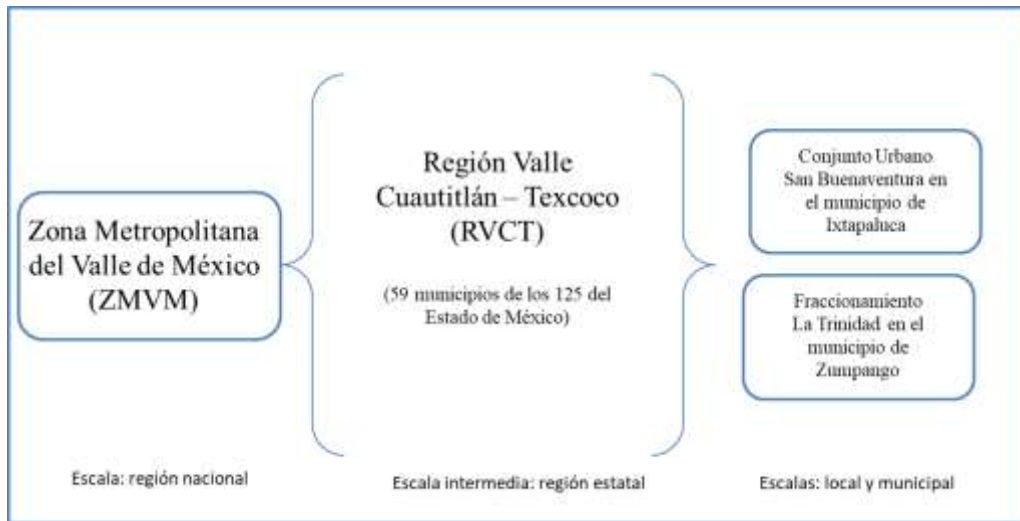 Zona Metropolitana
del Valle de México
(ZMVM)
Escala: región nacional
Región Valle
Cuautitlán – Texcoco
(RVCT)
(59 municipios de los 125 del
Estado de México)
Escala intermedia: región estatal
Conjunto Urbano
San Buenaventura en
el municipio de
Ixtapaluca
Fraccionamiento
La Trinidad en el
municipio de
Zumpango
Escalas: local y municipal